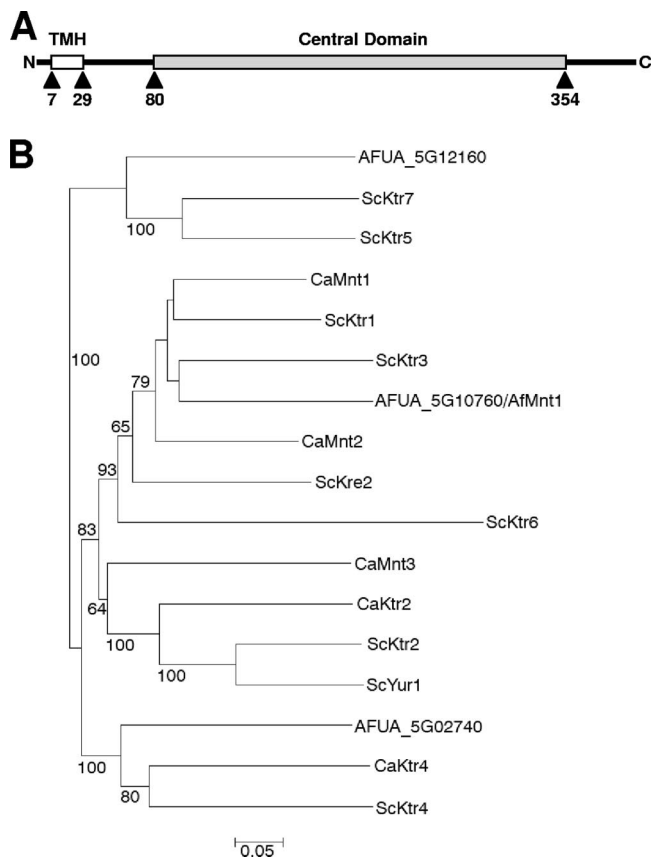 A
TMH
Central Domain
N
C
7
29
80
354
B
AFUA_5G12160
ScKtr7
100
ScKtr5
CaMnt1
ScKtr1
100
ScKtr3
79
AFUA_5G10760/AfMnt1
65
CaMnt2
93
ScKre2
ScKtr6
83
CaMnt3
64
CaKtr2
100
ScKtr2
100
ScYur1
AFUA_5G02740
100
CaKtr4
80
ScKtr4
0.05